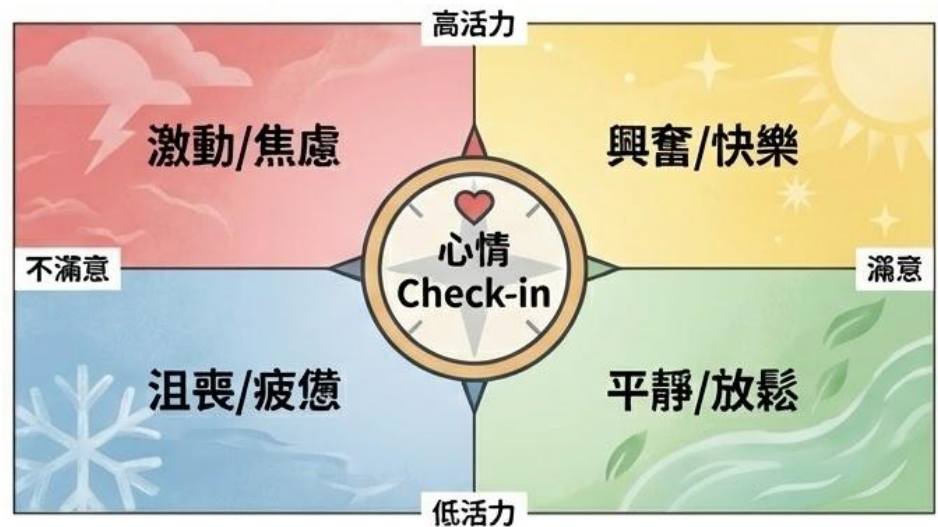 高活力
激動/焦慮
興奮/快樂
不滿意
心情
Check-in
滿意
沮喪/疲憊
平靜/放鬆
低活力